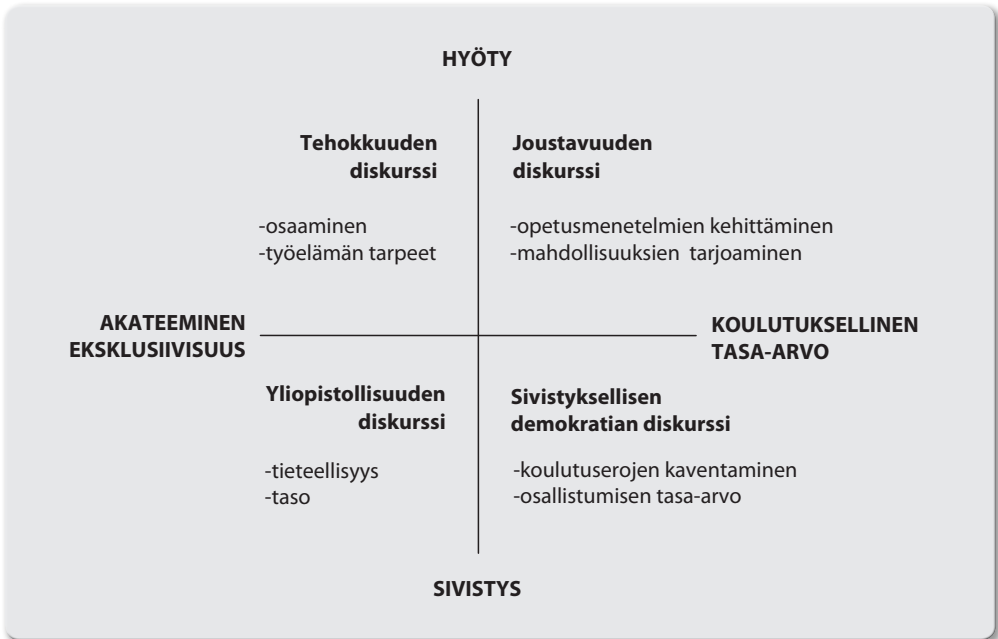 HYÖTY
Tehokkuuden
diskurssi
-osaaminen
-työelämän tarpeet
Joustavuuden
diskurssi
-opetusmenetelmien kehittäminen
-mahdollisuuksien tarjoaminen
AKATEEMINEN
EKSKLUSIIVISUUS
KOULUTUKSELLINEN
TASA-ARVO
Yliopistollisuuden
diskurssi
-tieteellisyys
-taso
Sivistyksellisen
demokratian diskurssi
-koulutuserojen kaventaminen
-osallistumisen tasa-arvo
SIVISTYS